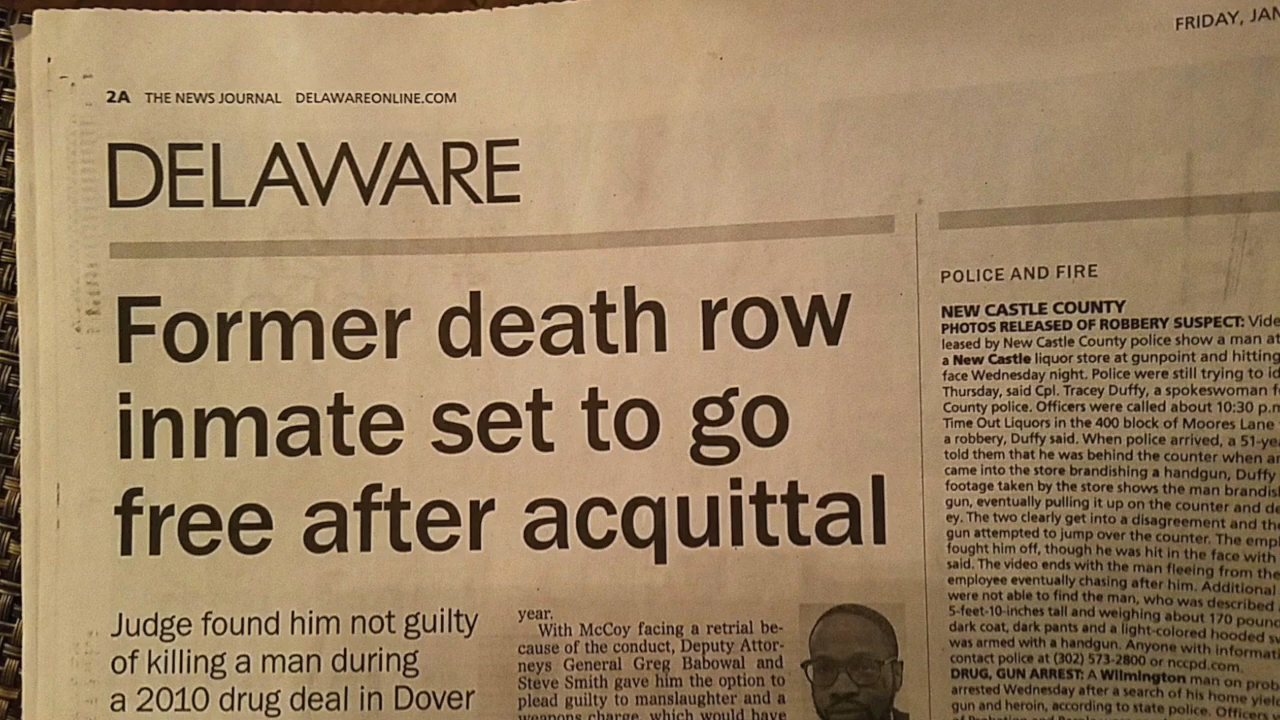 FRIDAY, JAN
2A THE NEWS JOURNAL DELAWAREONLINE.COM
DELAWARE
Former death row
inmate set to go
free after acquittal
Judge found him not guilty
of killing a man during
a 2010 drug deal in Dover
year.
With McCoy facing a retrial be-
cause of the conduct, Deputy Attor-
neys General Greg Babowal and
Steve Smith gave him the option to
plead guilty to manslaughter and a
weapons charge, which would have
POLICE AND FIRE
NEW CASTLE COUNTY
PHOTOS RELEASED OF ROBBERY SUSPECT: Vide
leased by New Castle County police show a man at
a New Castle liquor store at gunpoint and hitting
face Wednesday night. Police were still trying to id
Thursday, said Cpl. Tracey Duffy, a spokeswoman f
County police. Officers were called about 10:30 p.m
Time Out Liquors in the 400 block of Moores Lane
a robbery, Duffy said. When police arrived, a 51-ye
told them that he was behind the counter when a
came into the store brandishing a handgun, Duffy
footage taken by the store shows the man brandis
gun, eventually pulling it up on the counter and de
ey. The two clearly get into a disagreement and the
gun attempted to jump over the counter. The emp
fought him off, though he was hit in the face with
said. The video ends with the man fleeing from the
employee eventually chasing after him. Additional
were not able to find the man, who was described
5-feet-10-inches tall and weighing about 170 pound
dark coat, dark pants and a light-colored hooded s
was armed with a handgun. Anyone with informati
contact police at (302) 573-2800 or nccpd.com.
DRUG, GUN ARREST: A Wilmington man on prob
arrested Wednesday after a search of his home yiel
gun and heroin, according to state police. Officers